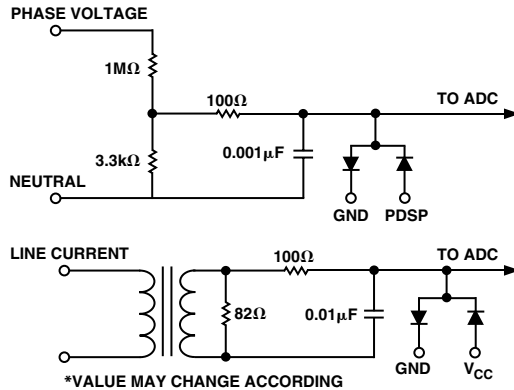 PHASE VOLTAGE
1MΩ
100Ω
TO ADC
3.3kΩ
0.001μF
NEUTRAL
GND PDSP
LINE CURRENT
100Ω
TO ADC
82Ω
0.01μF
GND VCC
*VALUE MAY CHANGE ACCORDING